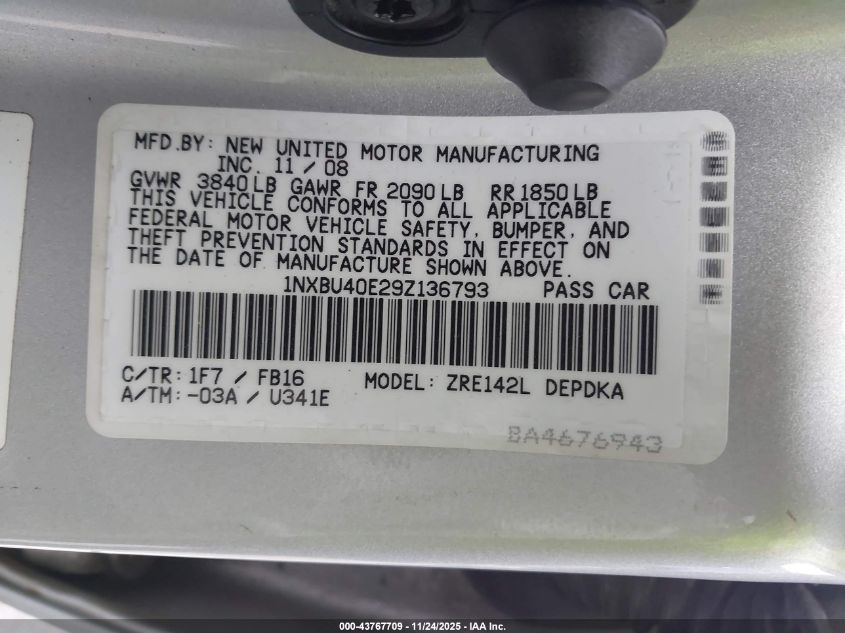 MFD.BY: NEW UNITED MOTOR MANUFACTURING
INC. 11 / 08
GVWR 3840 LB GAWR FR 2090 LB RR 1850 LB
THIS VEHICLE CONFORMS TO ALL APPLICABLE
FEDERAL MOTOR VEHICLE SAFETY, BUMPER, AND
THEFT PREVENTION STANDARDS IN EFFECT ON
THE DATE OF MANUFACTURE SHOWN ABOVE.
1NXBU40E29Z136793 PASS CAR
C/TR: 1F7 / FB16 MODEL: ZRE142L DEPDKA
A/TM: -03A / U341E
BA4676943
000-43767709 - 11/24/2025 - IAA Inc.